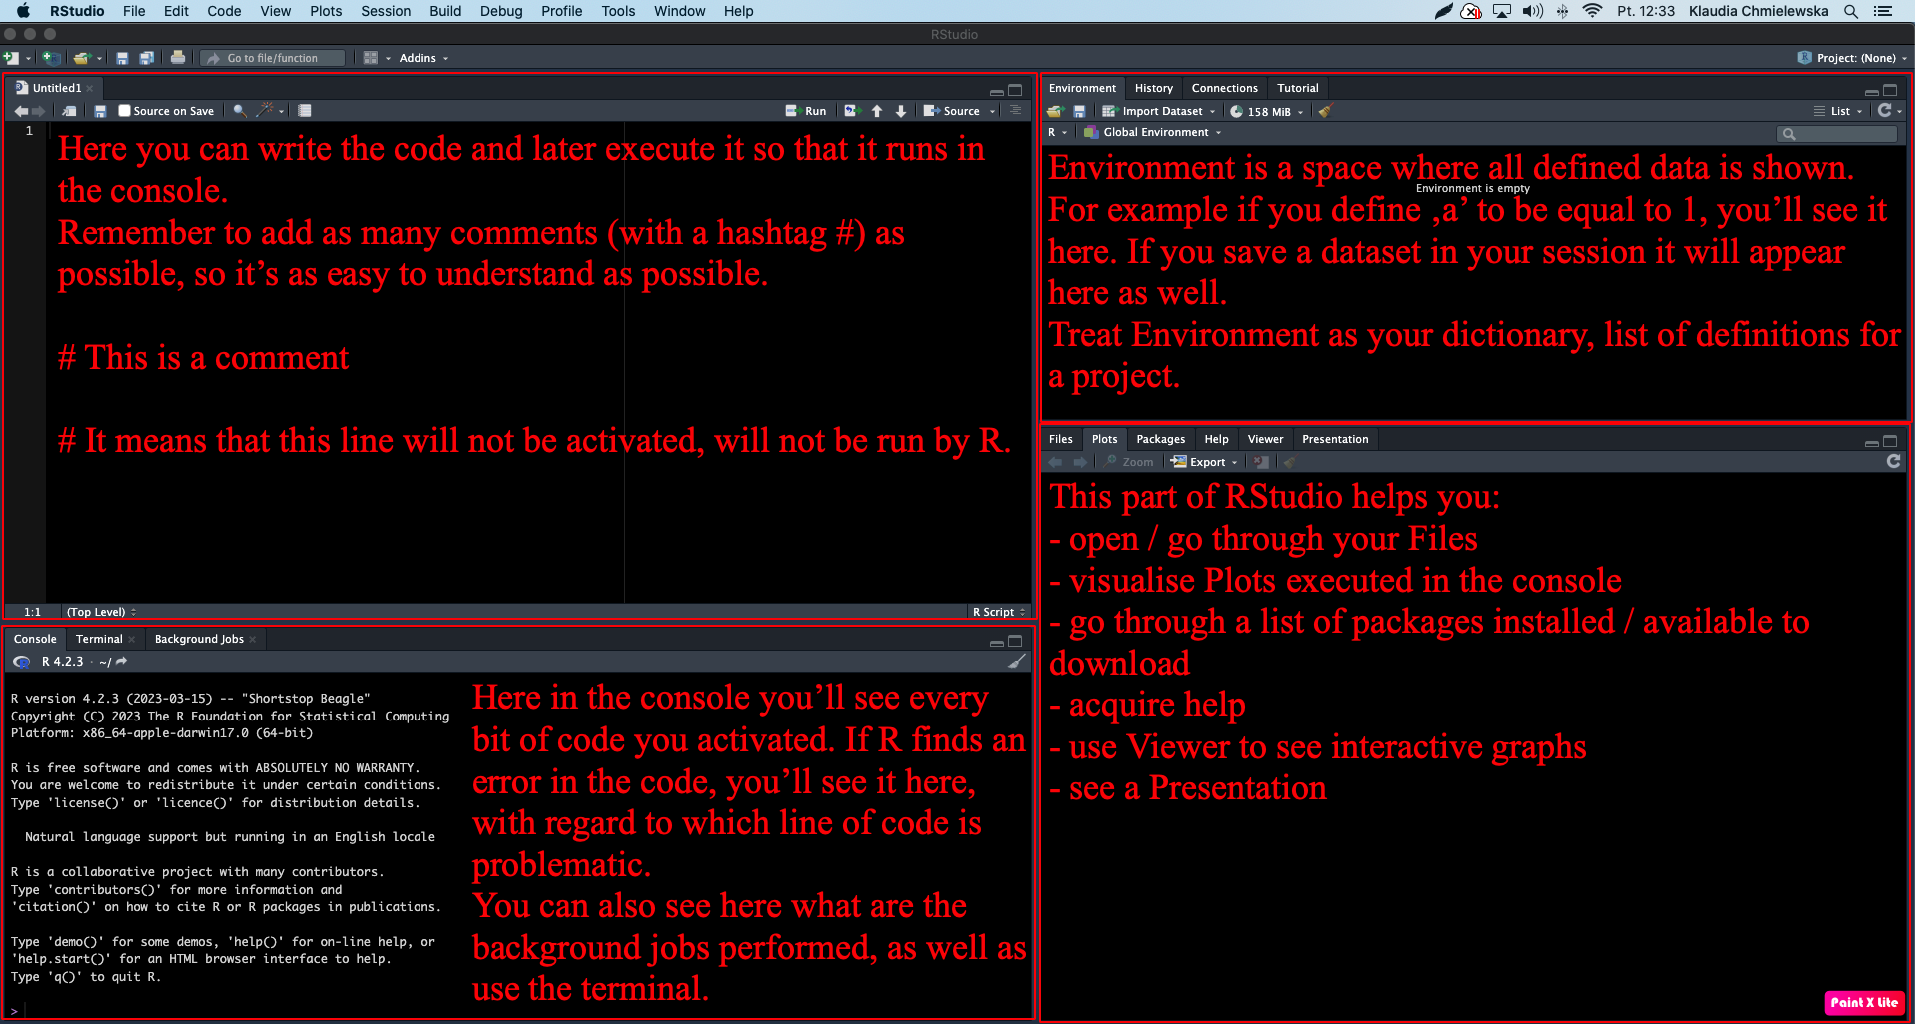 RStudio File Edit Code View Plots Session Build Debug Profile Tools Window Help Pt. 12:33 Klaudia Chmielewska
RStudio
Go to file/function Addins Project: (None)
Untitled1
Source on Save Run Source
1
Here you can write the code and later execute it so that it runs in
the console.
Remember to add as many comments (with a hashtag #) as
possible, so it's as easy to understand as possible.
# This is a comment
# It means that this line will not be activated, will not be run by R.
1:1 (Top Level) R Script
Console Terminal Background Jobs
R 4.2.3 · ~/
R version 4.2.3 (2023-03-15) -- "Shortstop Beagle"
Copyright (C) 2023 The R Foundation for Statistical Computing
Platform: x86_64-apple-darwin17.0 (64-bit)
R is free software and comes with ABSOLUTELY NO WARRANTY.
You are welcome to redistribute it under certain conditions.
Type 'license()' or 'licence()' for distribution details.
Natural language support but running in an English locale
R is a collaborative project with many contributors.
Type 'contributors()' for more information and
'citation()' on how to cite R or R packages in publications.
Type 'demo()' for some demos, 'help()' for on-line help, or
'help.start()' for an HTML browser interface to help.
Type 'q()' to quit R.
>
Here in the console you'll see every
bit of code you activated. If R finds an
error in the code, you'll see it here,
with regard to which line of code is
problematic.
You can also see here what are the
background jobs performed, as well as
use the terminal.
Environment History Connections Tutorial
Import Dataset 158 MiB List
R Global Environment
Environment is a space where all defined data is shown.
Environment is empty
For example if you define ‚a' to be equal to 1, you'll see it
here. If you save a dataset in your session it will appear
here as well.
Treat Environment as your dictionary, list of definitions for
a project.
Files Plots Packages Help Viewer Presentation
Zoom Export
This part of RStudio helps you:
- open / go through your Files
- visualise Plots executed in the console
- go through a list of packages installed / available to
download
- acquire help
- use Viewer to see interactive graphs
- see a Presentation
Paint X Lite